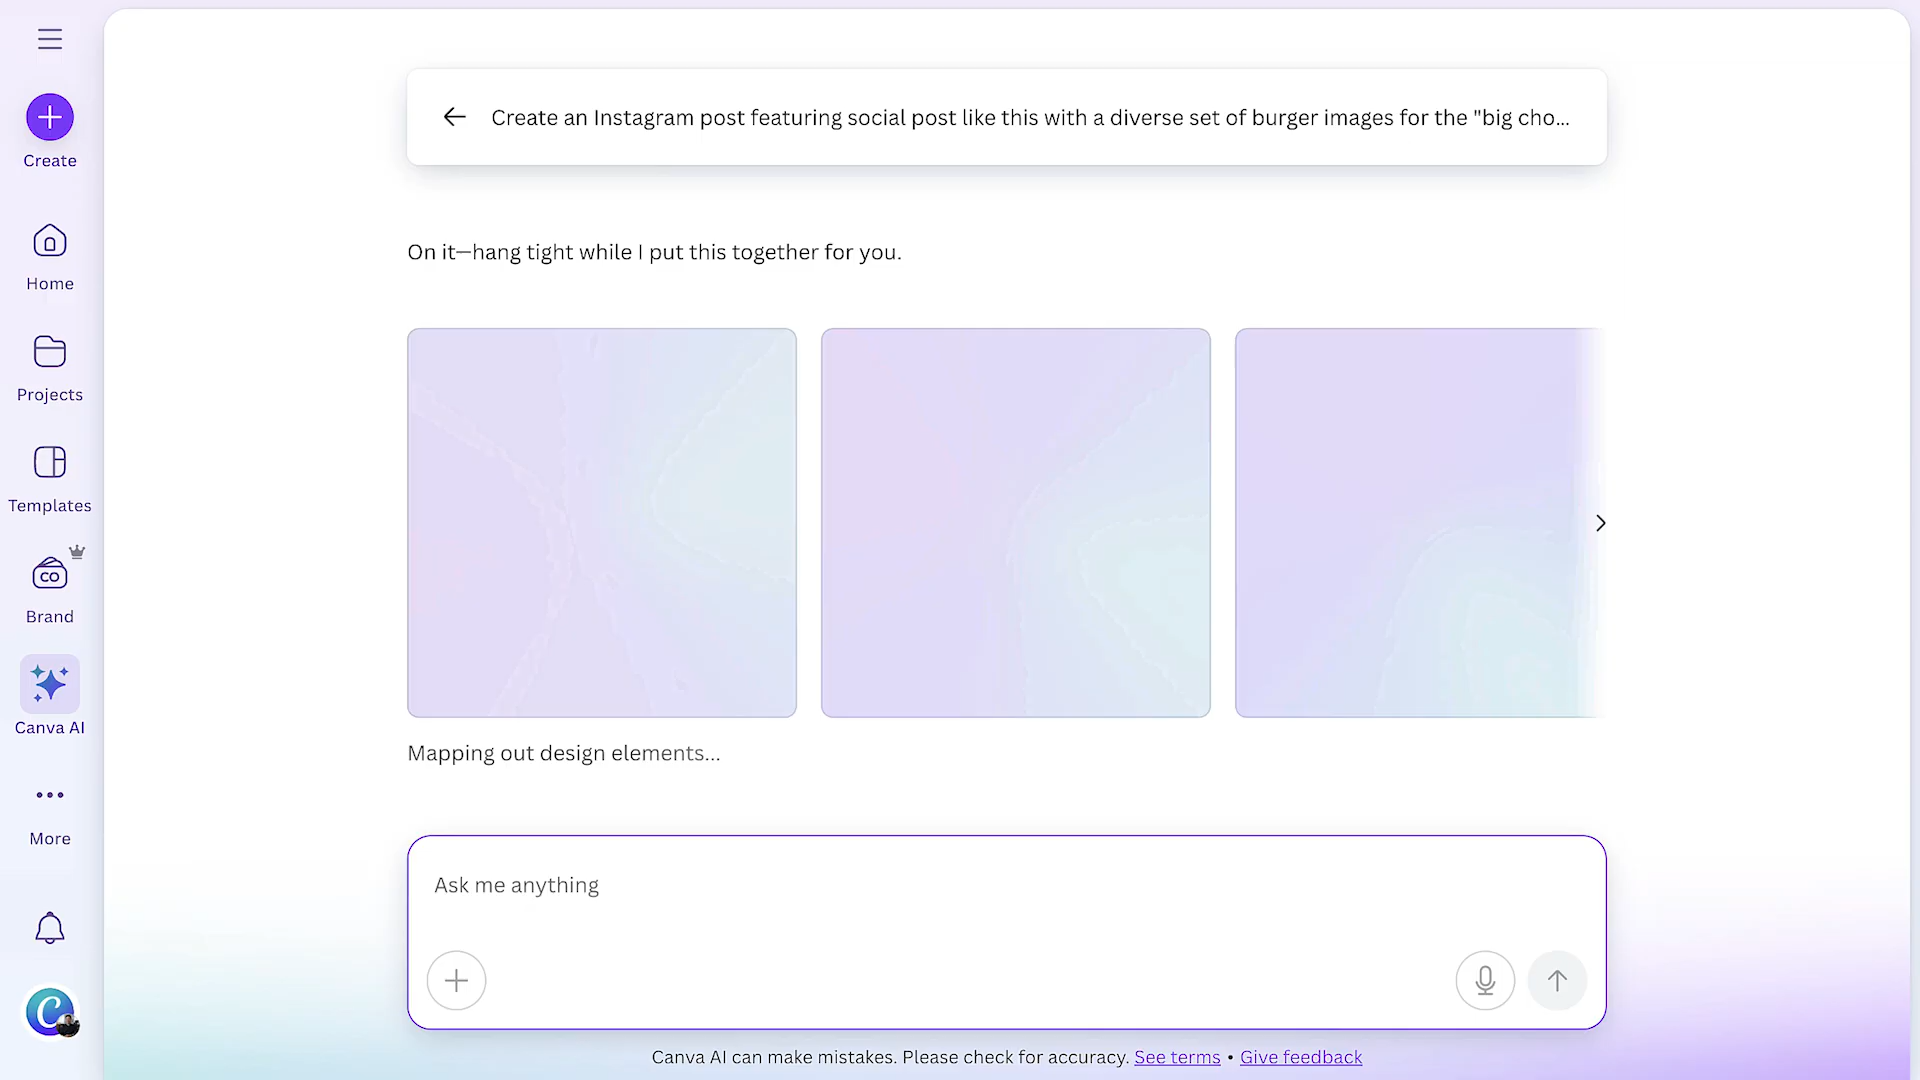 Create
Home
Projects
Templates
CO
Brand
Canva AI
More
C
Create an Instagram post featuring social post like this with a diverse set of burger images for the "big cho...
On it—hang tight while I put this together for you.
Mapping out design elements...
Ask me anything
Canva AI can make mistakes. Please check for accuracy. See terms • Give feedback